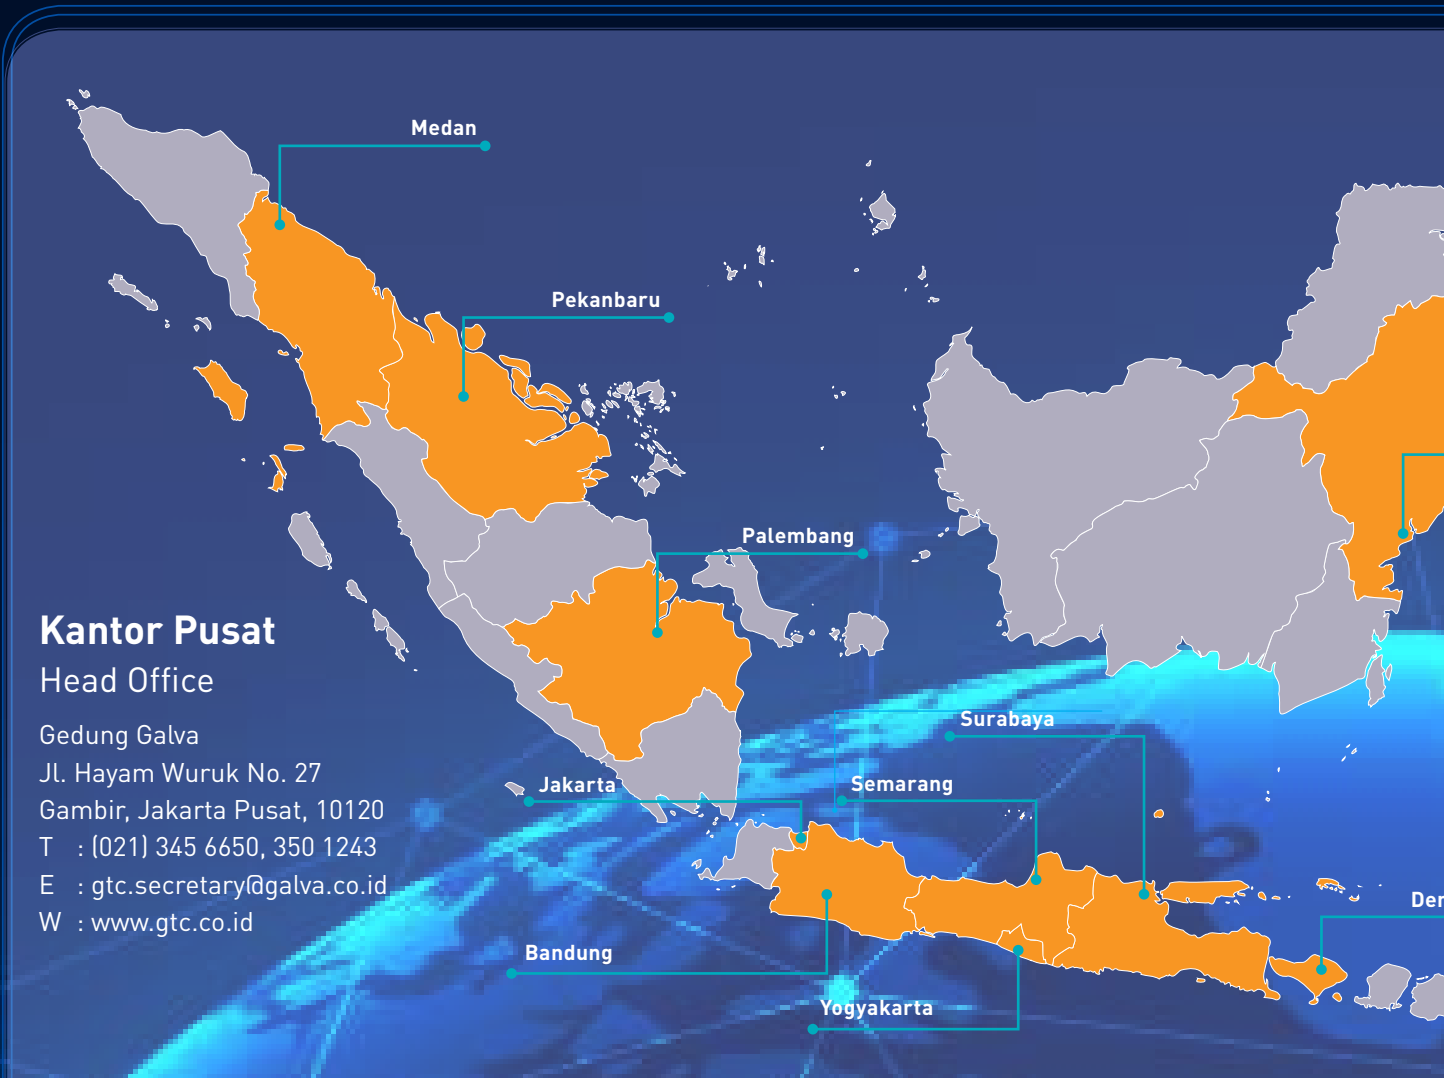 Medan
Pekanbaru
Palembang
Kantor Pusat
Head Office
Gedung Galva
Jl. Hayam Wuruk No. 27
Gambir, Jakarta Pusat, 10120
T : (021) 345 6650, 350 1243
E : gtc.secretary@galva.co.id
W : www.gtc.co.id
Surabaya
Jakarta
Semarang
Bandung
Yogyakarta